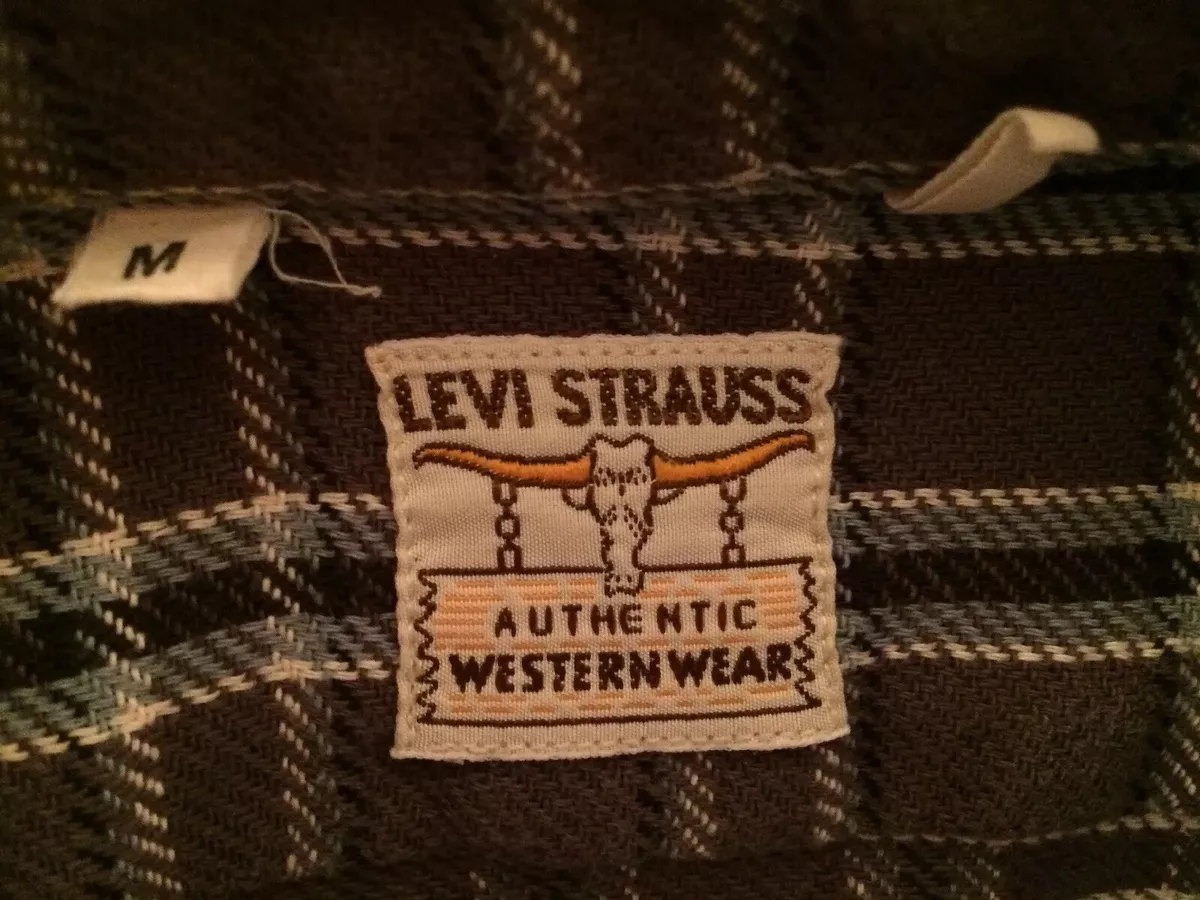 M
LEVI STRAUSS
AUTHENTIC
WESTERN WEAR